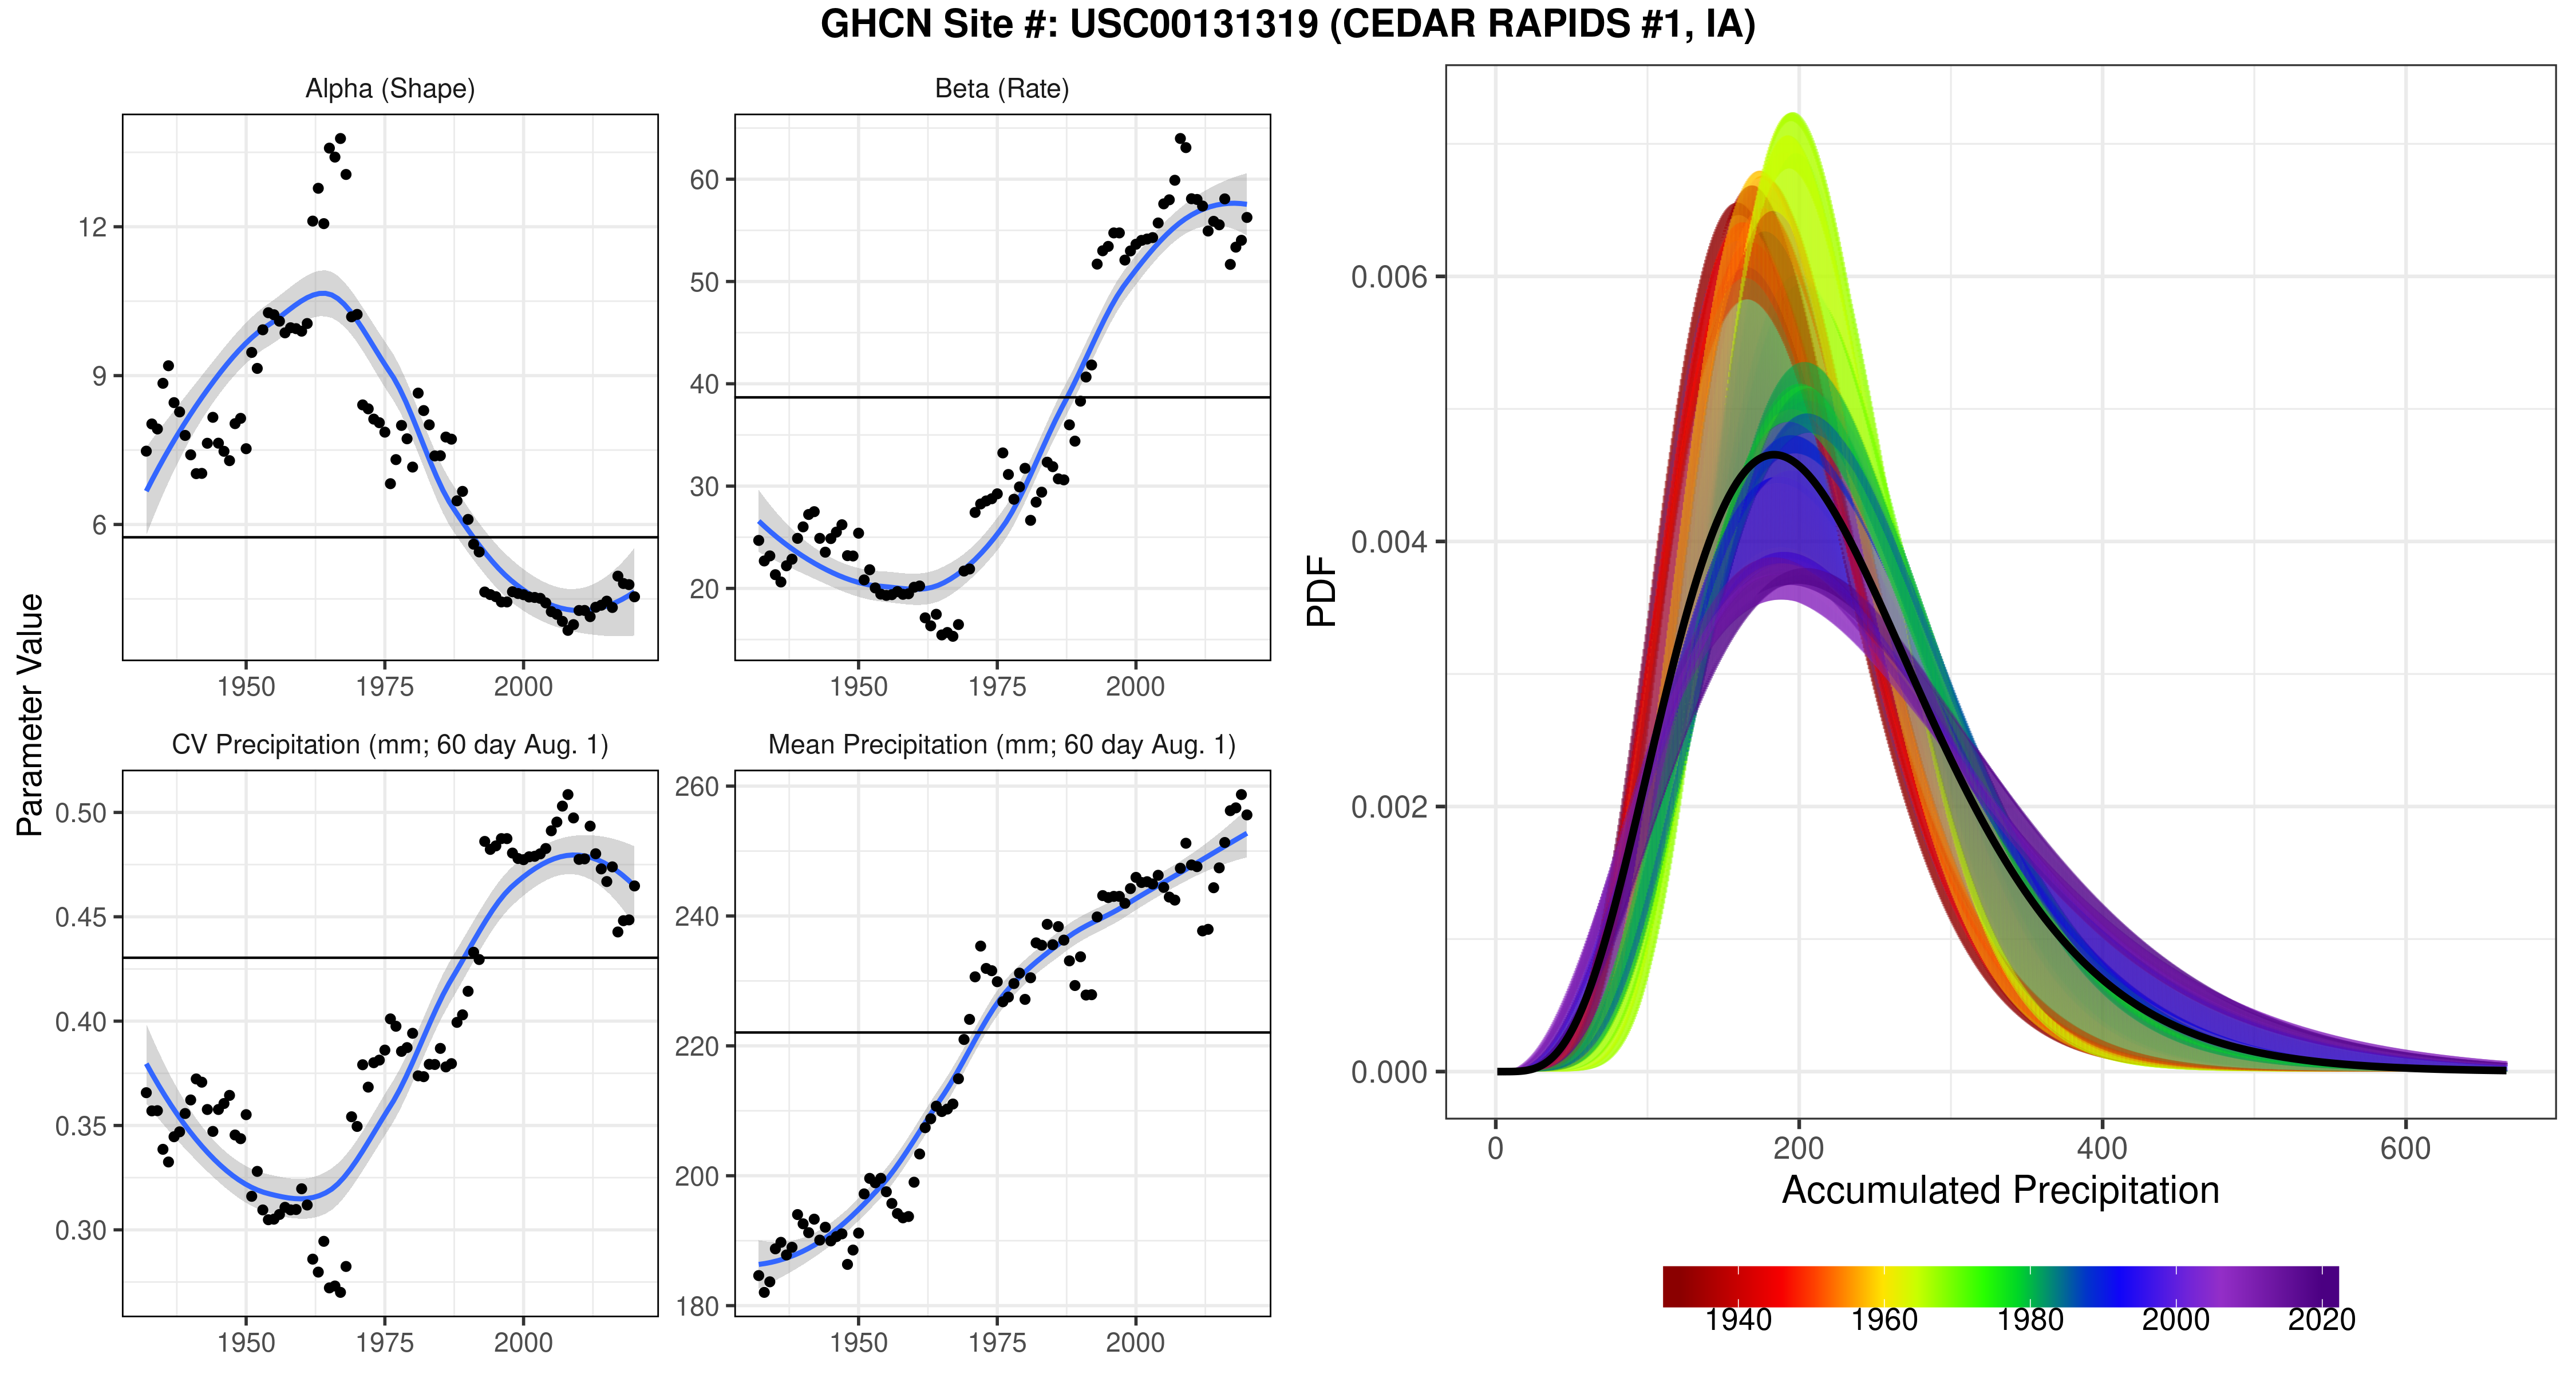 GHCN Site #: USC00131319 (CEDAR RAPIDS #1, IA)
Alpha (Shape)
12
9
6
1950 1975 2000
Beta (Rate)
60
50
40
30
20
1950 1975 2000
Parameter Value
CV Precipitation (mm; 60 day Aug. 1)
0.50
0.45
0.40
0.35
0.30
1950 1975 2000
Mean Precipitation (mm; 60 day Aug. 1)
260
240
220
200
180
1950 1975 2000
PDF
0.006
0.004
0.002
0.000
0 200 400 600
Accumulated Precipitation
1940 1960 1980 2000 2020